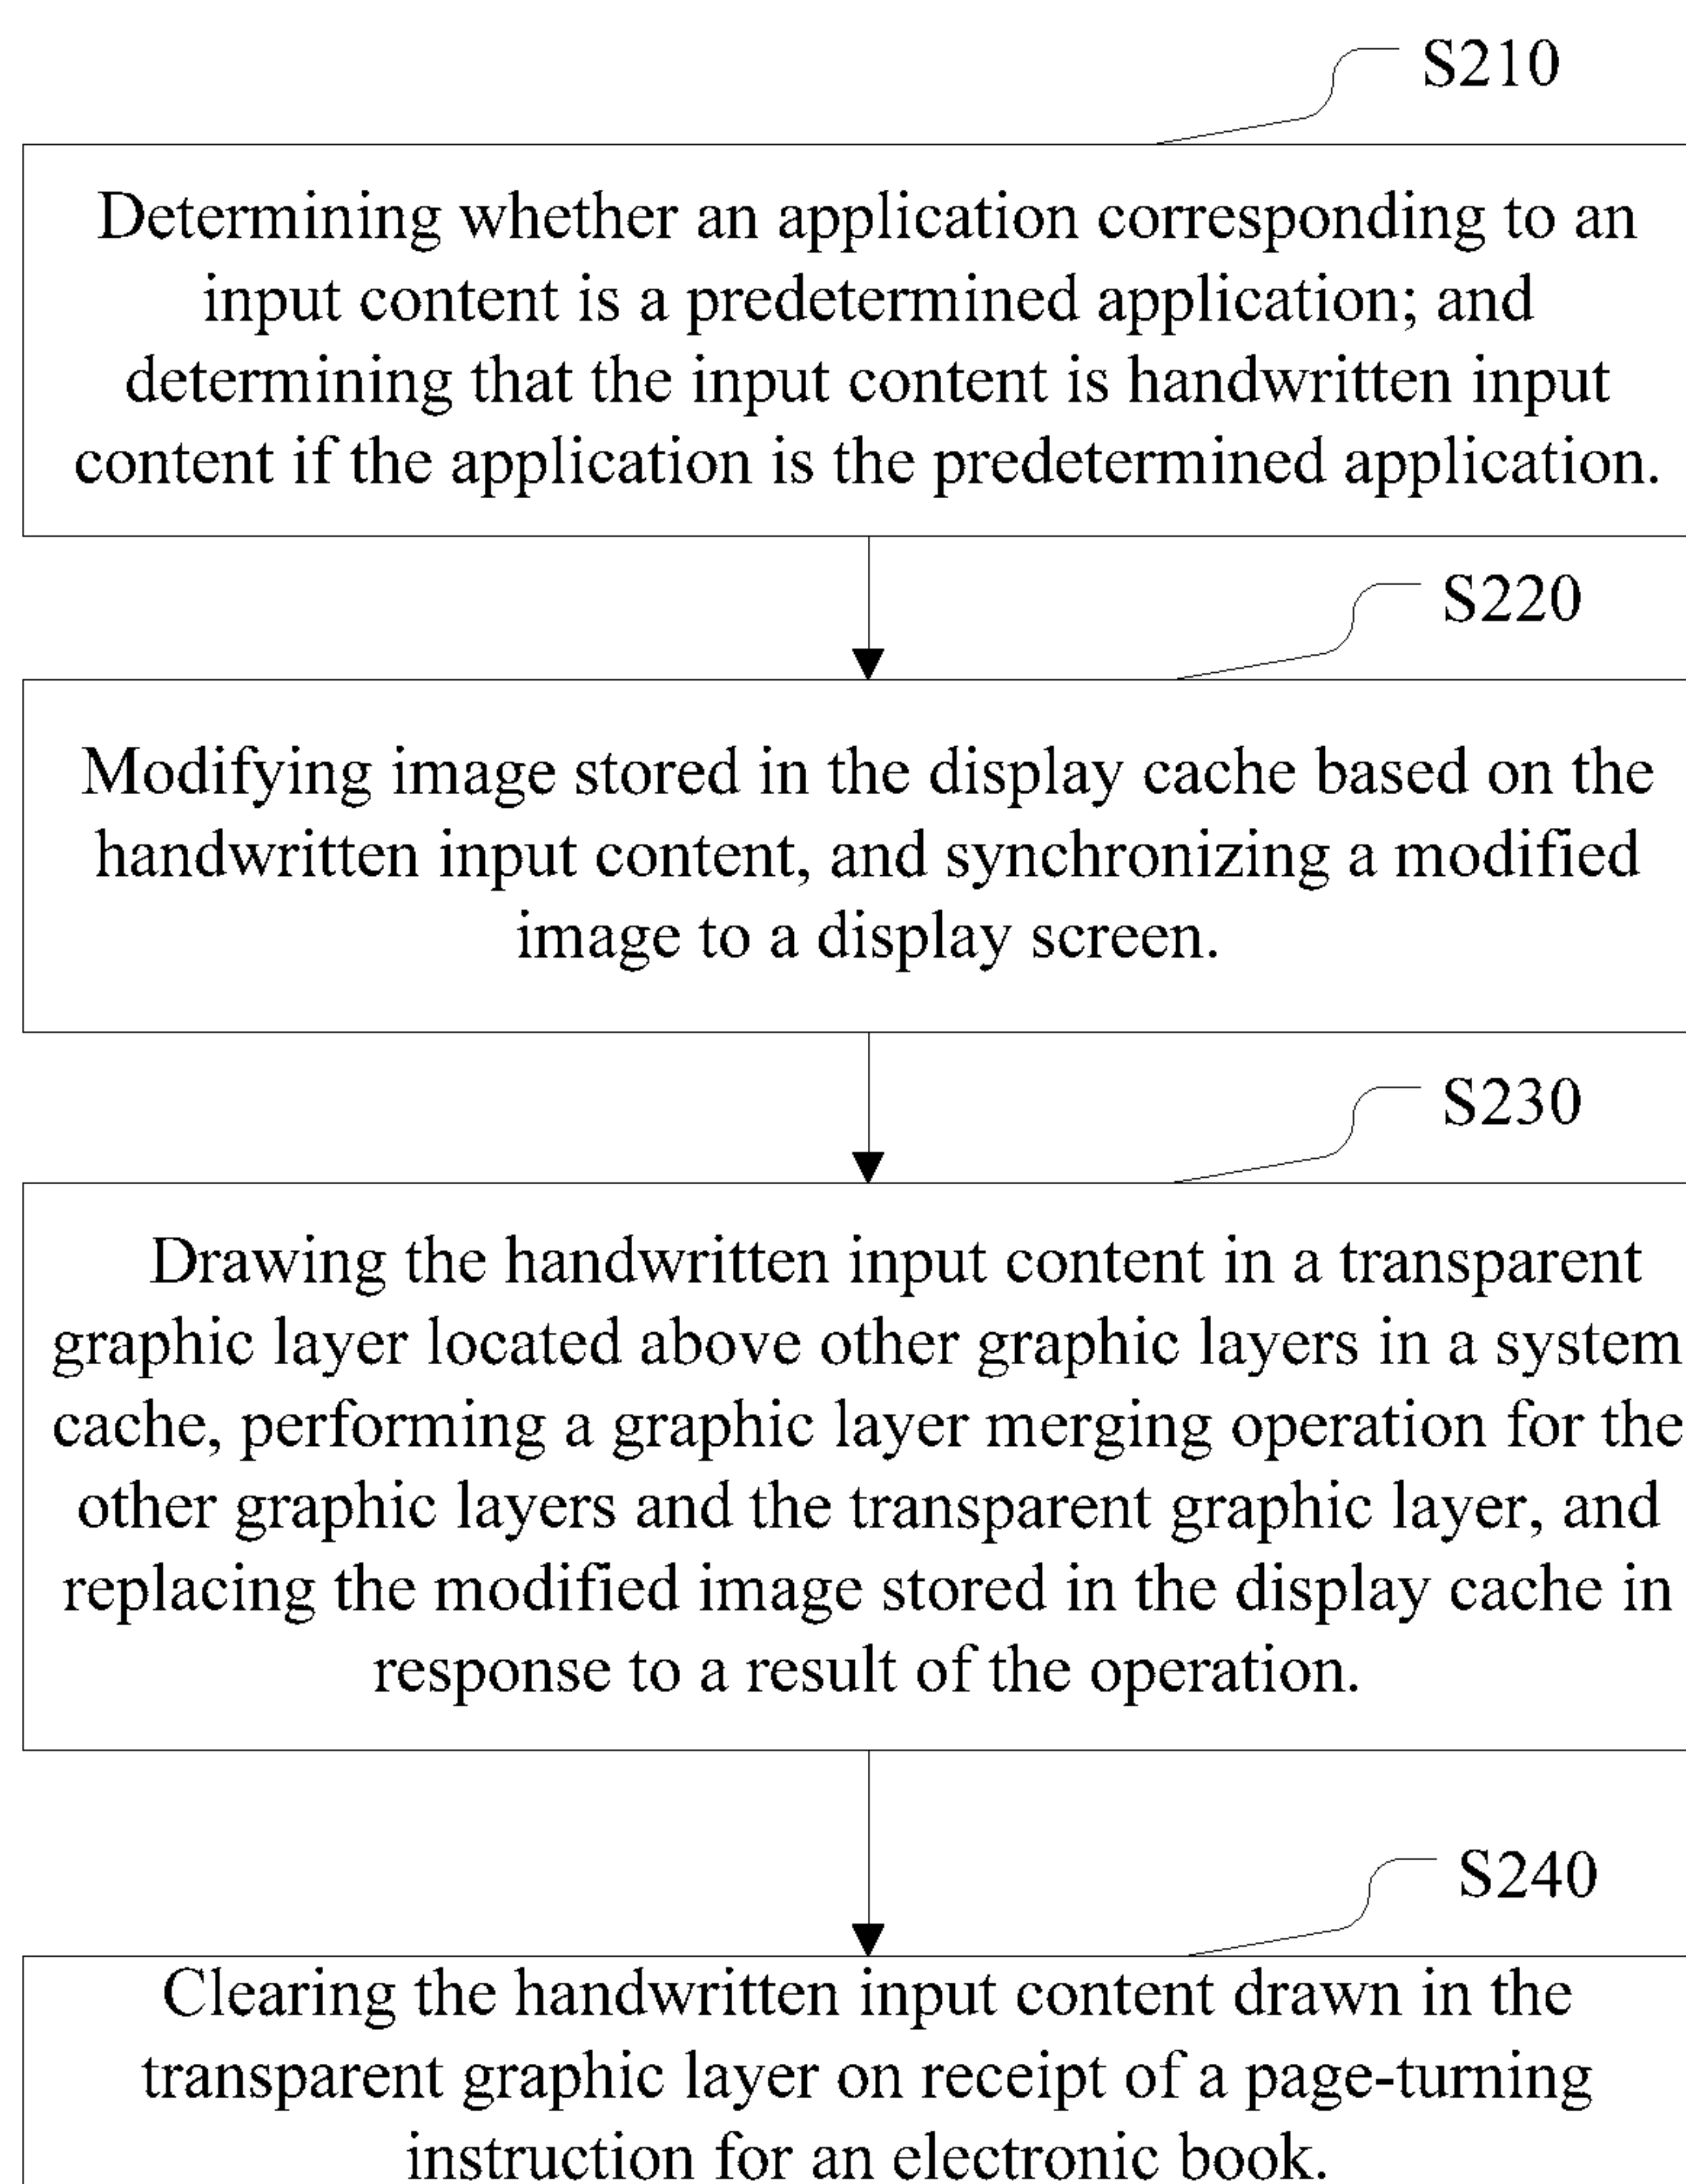 S210
Determining whether an application corresponding to an
input content is a predetermined application; and
determining that the input content is handwritten input
content if the application is the predetermined application.
S220
Modifying image stored in the display cache based on the
handwritten input content, and synchronizing a modified
image to a display screen.
S230
Drawing the handwritten input content in a transparent
graphic layer located above other graphic layers in a system
cache, performing a graphic layer merging operation for the
other graphic layers and the transparent graphic layer, and
replacing the modified image stored in the display cache in
response to a result of the operation.
S240
Clearing the handwritten input content drawn in the
transparent graphic layer on receipt of a page-turning
instruction for an electronic book.